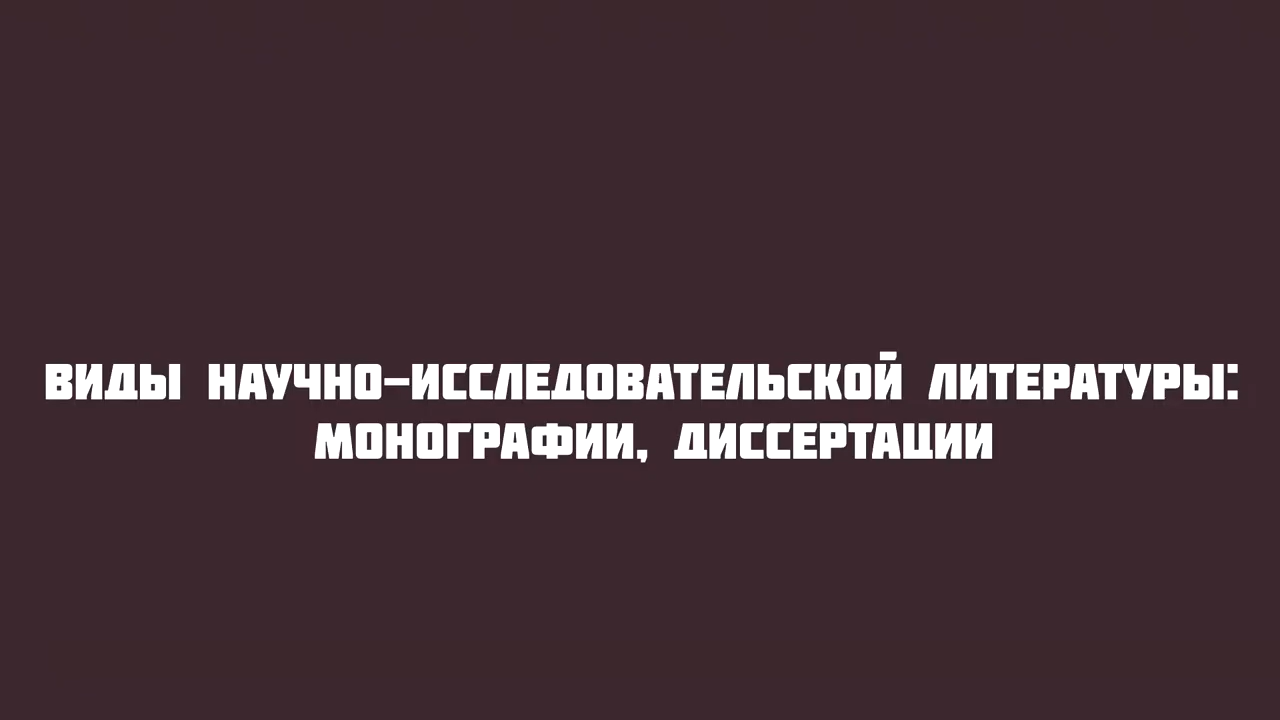 ВИДЫ НАУЧНО-ИССЛЕДОВАТЕЛЬСКОЙ ЛИТЕРАТУРЫ:
МОНОГРАФИИ, ДИССЕРТАЦИИ